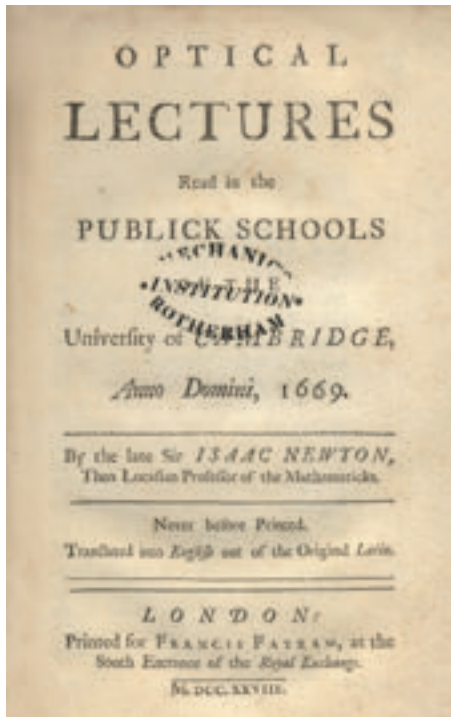 OPTICAL
LECTURES
Read in the
PUBLICK SCHOOLS
MECHANICS
OF THE
INSTITUTION
ROTHERHAM
Univerſity of CAMBRIDGE,
Anno Domini, 1669.
By the late Sir ISAAC NEWTON,
Then Lucaſian Profeſſor of the Mathematicks.
Never before Printed.
Tranſlated into Engliſh out of the Original Latin.
LONDON:
Printed for FRANCIS FAYRAM, at the
South Entrance of the Royal Exchange.
M.DCC.XXVIII.